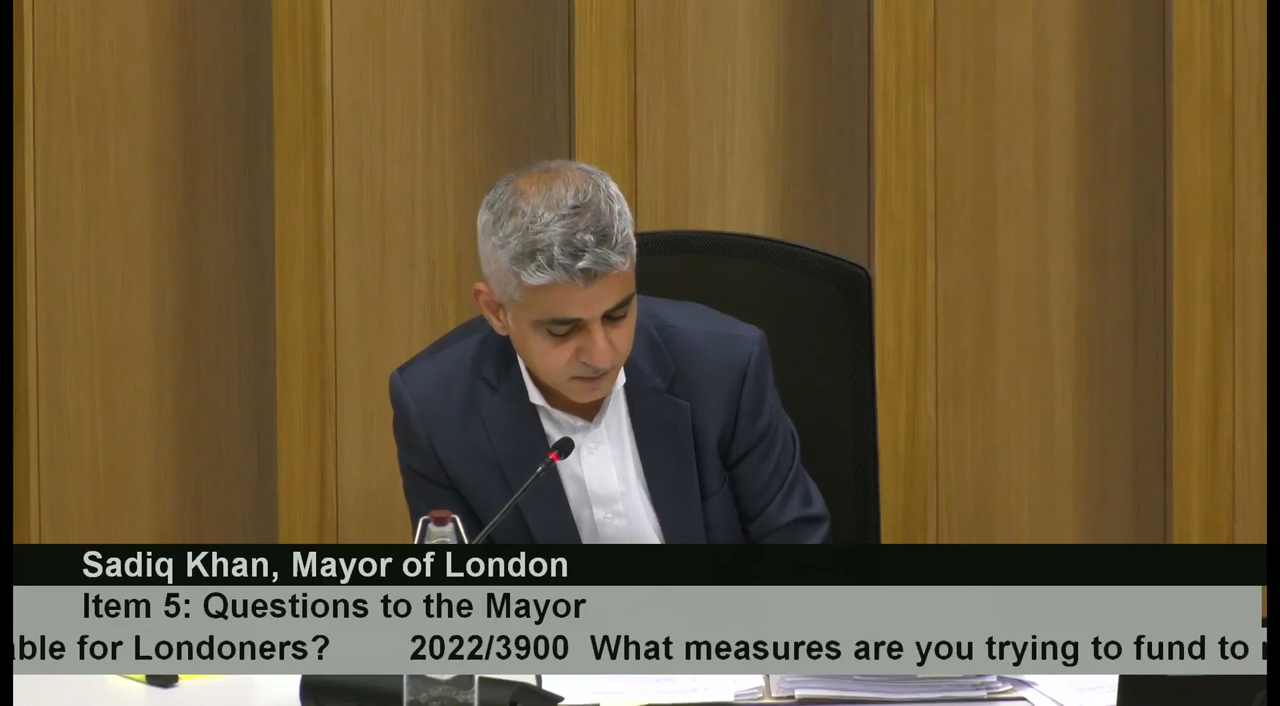 Sadiq Khan, Mayor of London
Item 5: Questions to the Mayor
for Londoners? 2022/3900 What measures are you trying to fund to